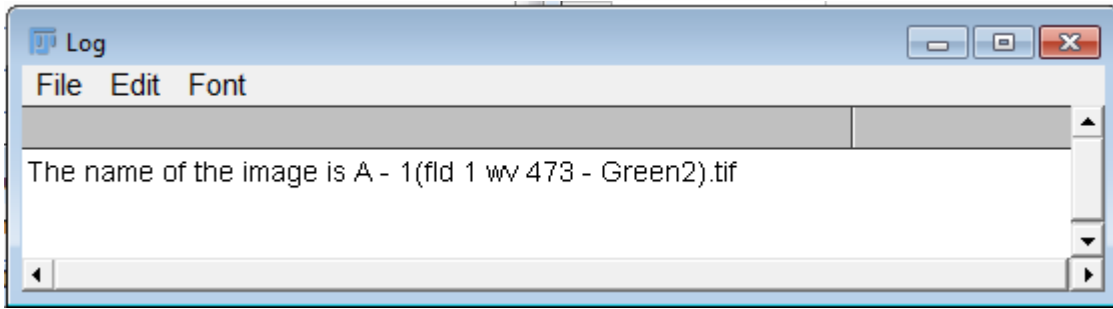 Log
File Edit Font
The name of the image is A - 1(fld 1 wv 473 - Green2).tif